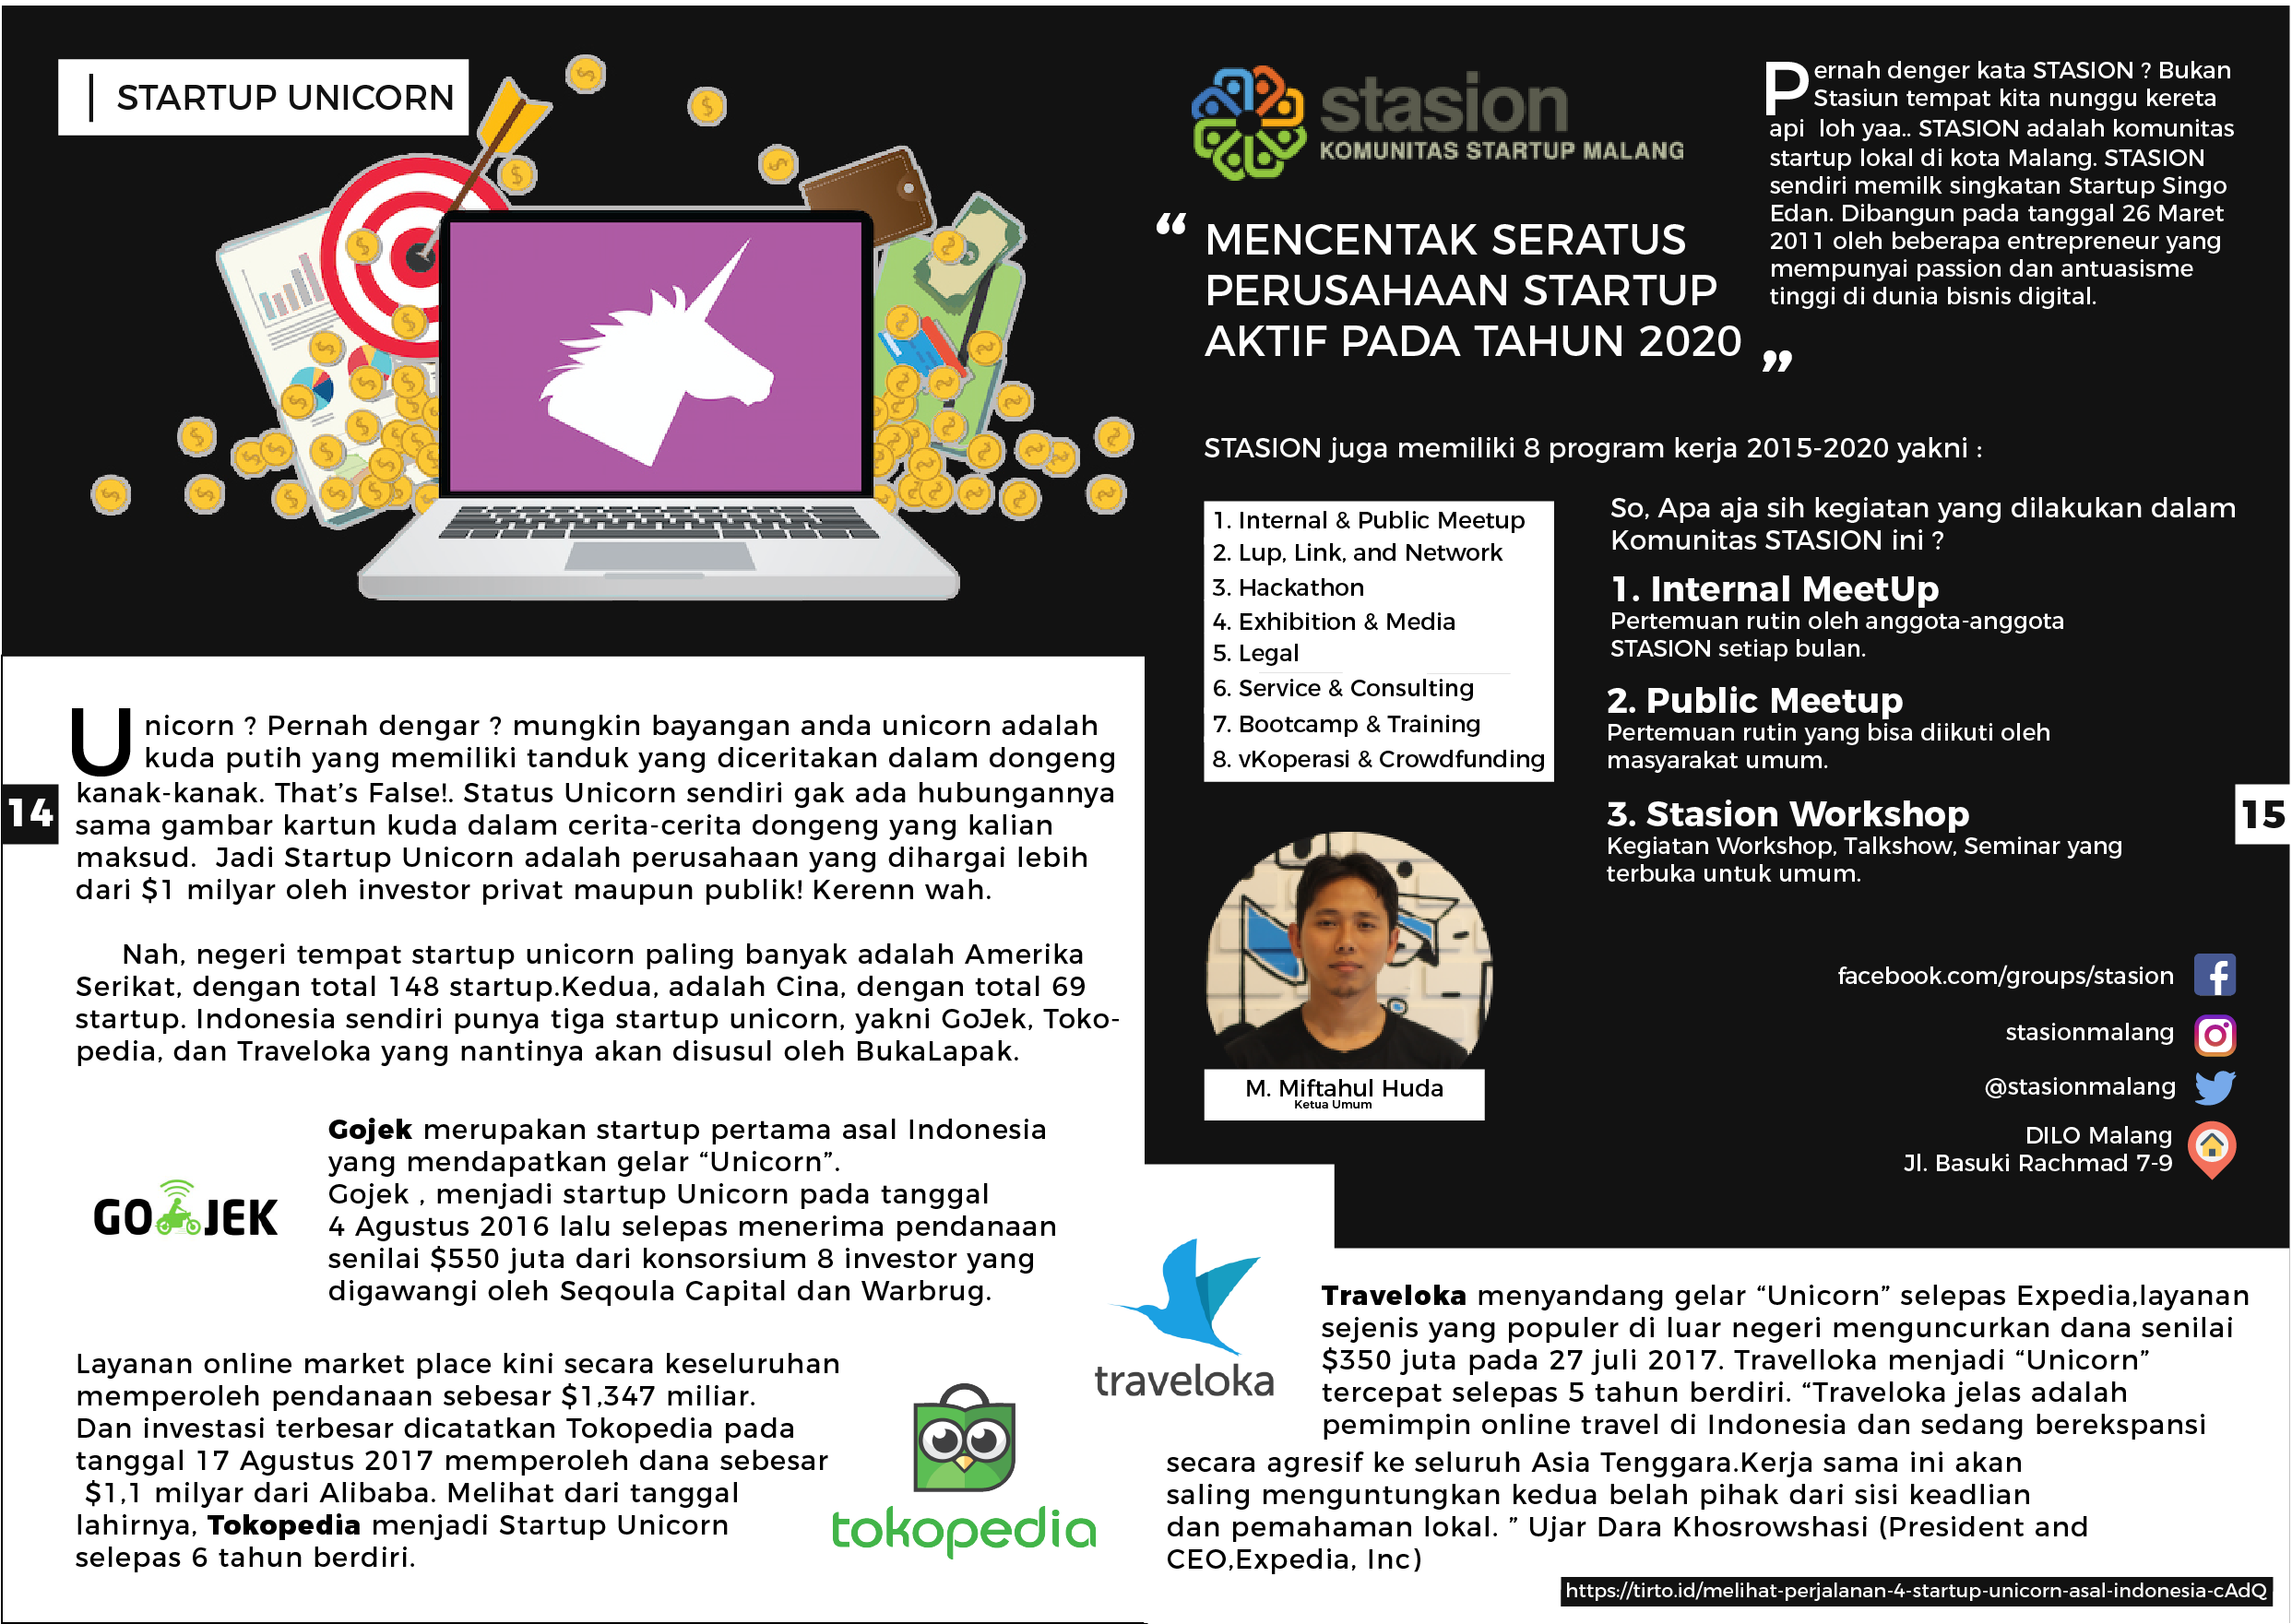 STARTUP UNICORN
Unicorn ? Pernah dengar ? mungkin bayangan anda unicorn adalah
kuda putih yang memiliki tanduk yang diceritakan dalam dongeng
kanak-kanak. That’s False!. Status Unicorn sendiri gak ada hubungannya
sama gambar kartun kuda dalam cerita-cerita dongeng yang kalian
maksud. Jadi Startup Unicorn adalah perusahaan yang dihargai lebih
dari $1 milyar oleh investor privat maupun publik! Kerenn wah.
Nah, negeri tempat startup unicorn paling banyak adalah Amerika
Serikat, dengan total 148 startup.Kedua, adalah Cina, dengan total 69
startup. Indonesia sendiri punya tiga startup unicorn, yakni GoJek, Toko-
pedia, dan Traveloka yang nantinya akan disusul oleh BukaLapak.
GO JEK
Gojek merupakan startup pertama asal Indonesia
yang mendapatkan gelar “Unicorn”.
Gojek , menjadi startup Unicorn pada tanggal
4 Agustus 2016 lalu selepas menerima pendanaan
senilai $550 juta dari konsorsium 8 investor yang
digawangi oleh Seqoula Capital dan Warbrug.
Layanan online market place kini secara keseluruhan
memperoleh pendanaan sebesar $1,347 miliar.
Dan investasi terbesar dicatatkan Tokopedia pada
tanggal 17 Agustus 2017 memperoleh dana sebesar
$1,1 milyar dari Alibaba. Melihat dari tanggal
lahirnya, Tokopedia menjadi Startup Unicorn
selepas 6 tahun berdiri.
tokopedia
14
stasion
KOMUNITAS STARTUP MALANG
“ MENCENTAK SERATUS
PERUSAHAAN STARTUP
AKTIF PADA TAHUN 2020 ”
Pernah denger kata STASION ? Bukan
Stasiun tempat kita nunggu kereta
api loh yaa.. STASION adalah komunitas
startup lokal di kota Malang. STASION
sendiri memilk singkatan Startup Singo
Edan. Dibangun pada tanggal 26 Maret
2011 oleh beberapa entrepreneur yang
mempunyai passion dan antuasisme
tinggi di dunia bisnis digital.
STASION juga memiliki 8 program kerja 2015-2020 yakni :
1. Internal & Public Meetup
2. Lup, Link, and Network
3. Hackathon
4. Exhibition & Media
5. Legal
6. Service & Consulting
7. Bootcamp & Training
8. vKoperasi & Crowdfunding
So, Apa aja sih kegiatan yang dilakukan dalam
Komunitas STASION ini ?
1. Internal MeetUp
Pertemuan rutin oleh anggota-anggota
STASION setiap bulan.
2. Public Meetup
Pertemuan rutin yang bisa diikuti oleh
masyarakat umum.
3. Stasion Workshop
Kegiatan Workshop, Talkshow, Seminar yang
terbuka untuk umum.
15
M. Miftahul Huda
Ketua Umum
facebook.com/groups/stasion
stasionmalang
@stasionmalang
DILO Malang
Jl. Basuki Rachmad 7-9
traveloka
Traveloka menyandang gelar “Unicorn” selepas Expedia,layanan
sejenis yang populer di luar negeri menguncurkan dana senilai
$350 juta pada 27 juli 2017. Travelloka menjadi “Unicorn”
tercepat selepas 5 tahun berdiri. “Traveloka jelas adalah
pemimpin online travel di Indonesia dan sedang berekspansi
secara agresif ke seluruh Asia Tenggara.Kerja sama ini akan
saling menguntungkan kedua belah pihak dari sisi keadlian
dan pemahaman lokal. ” Ujar Dara Khosrowshasi (President and
CEO,Expedia, Inc)
https://tirto.id/melihat-perjalanan-4-startup-unicorn-asal-indonesia-cAdQ